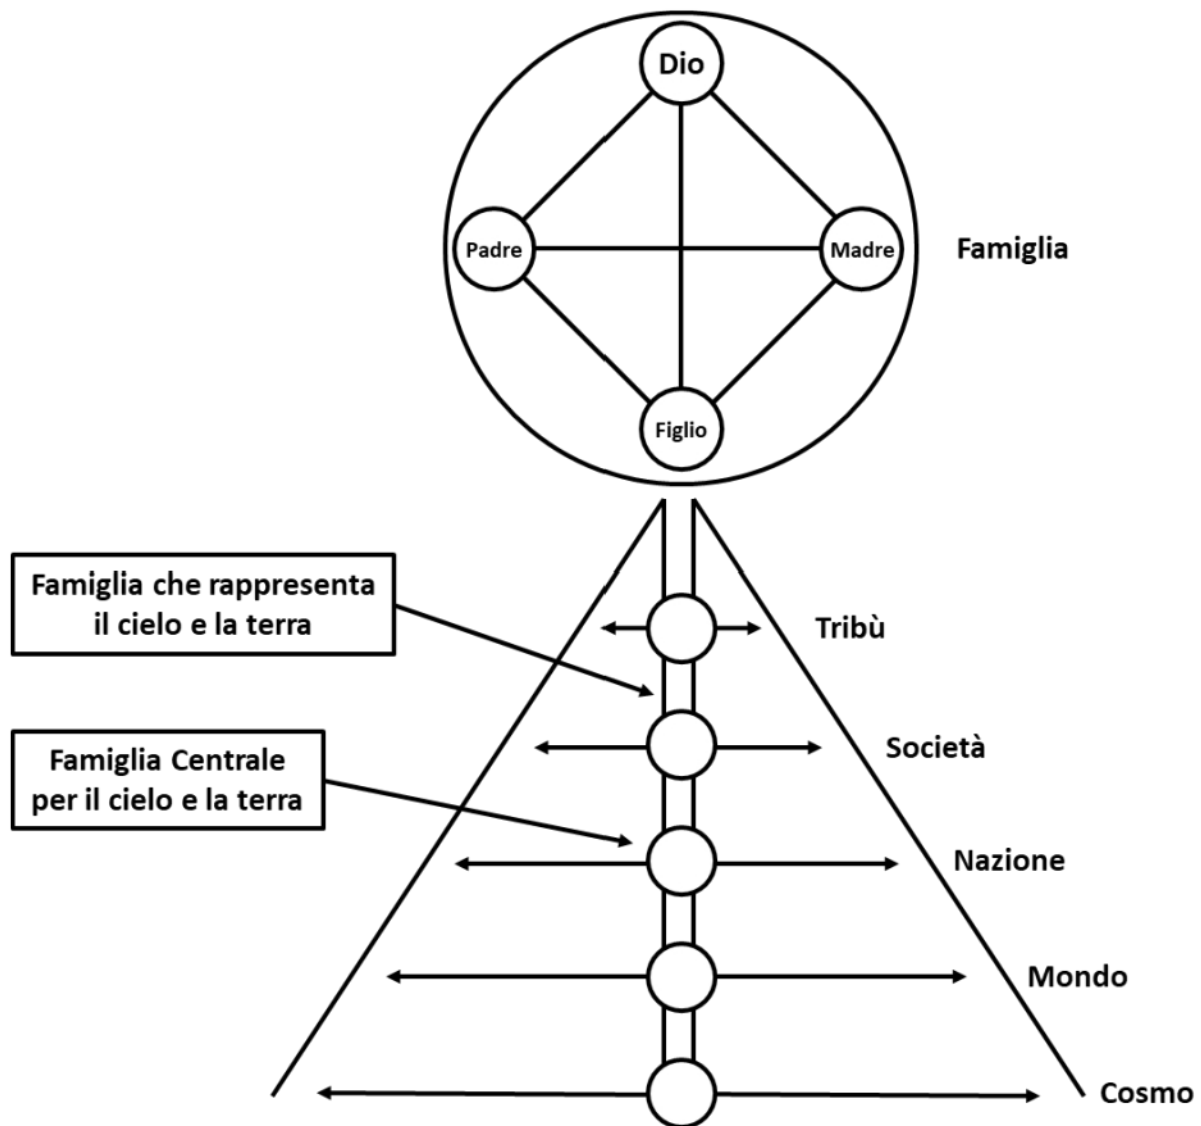 Dio
Padre
Madre
Famiglia
Figlio
Famiglia che rappresenta
il cielo e la terra
Tribù
Famiglia Centrale
per il cielo e la terra
Società
Nazione
Mondo
Cosmo